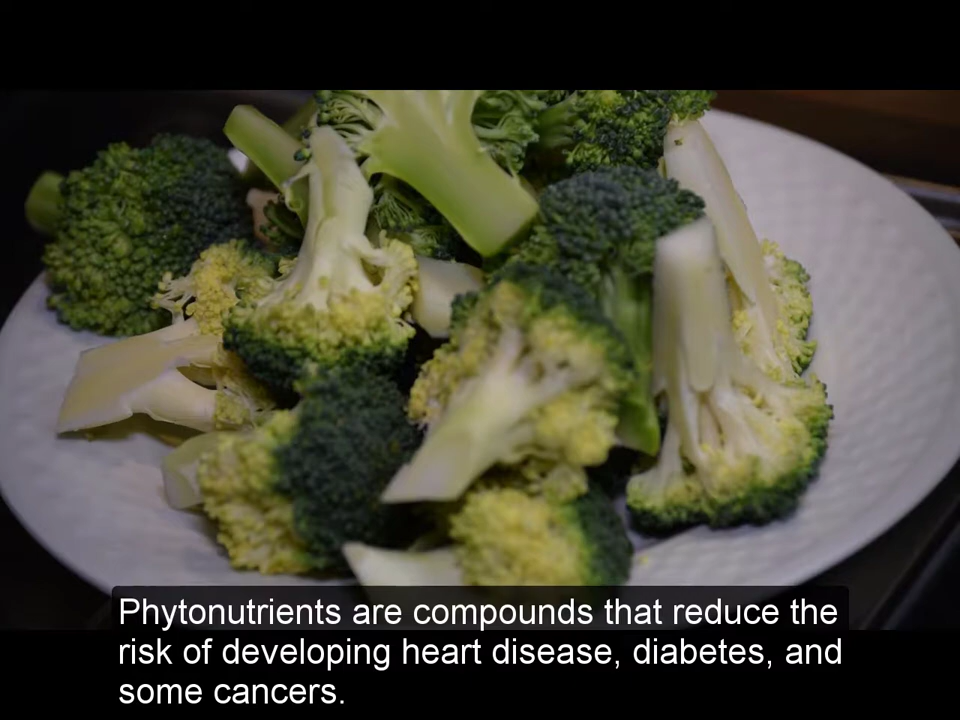 Phytonutrients are compounds that reduce the
risk of developing heart disease, diabetes, and
some cancers.